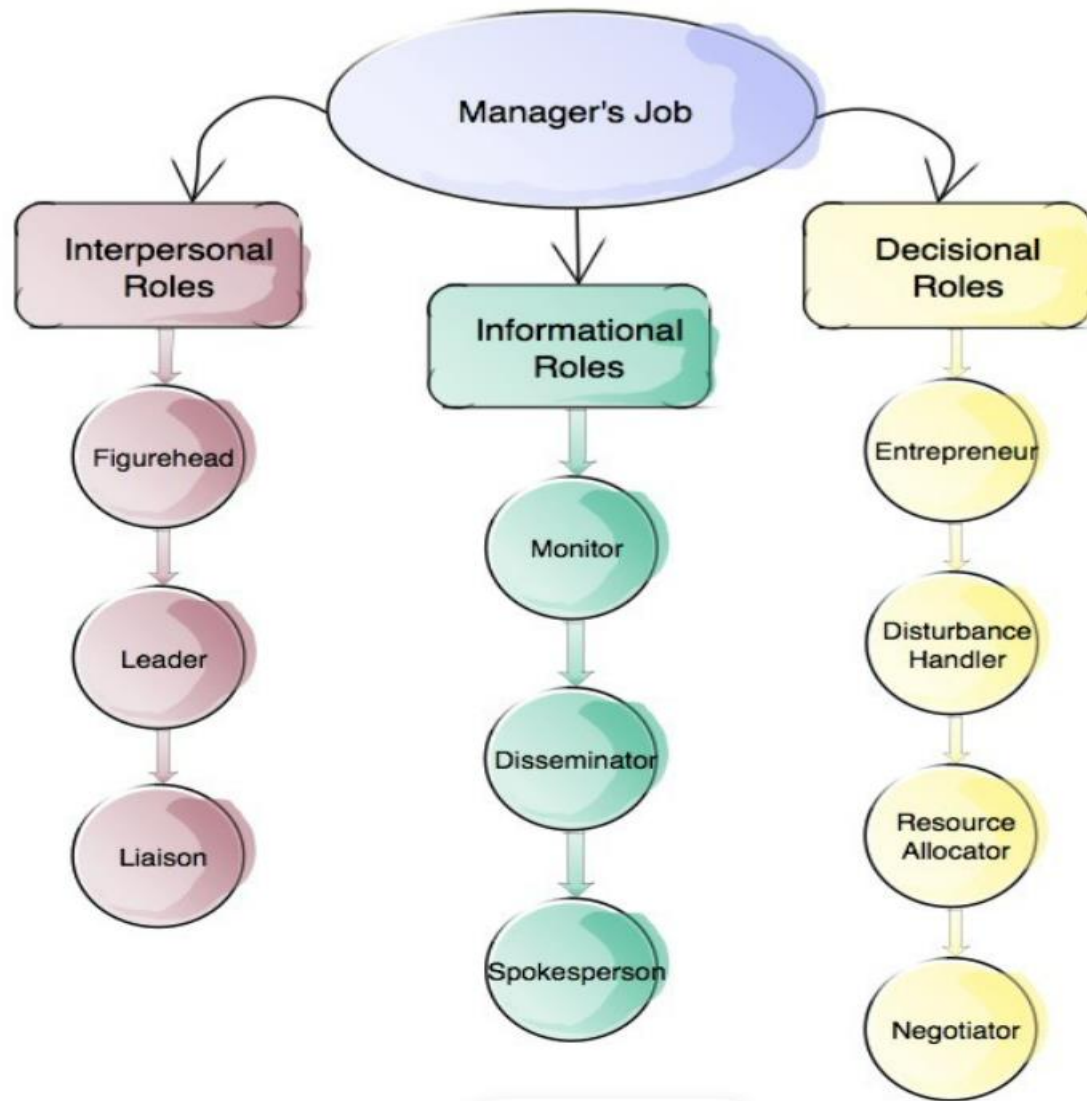 Manager's Job
Interpersonal
Roles
Figurehead
Leader
Liaison
Informational
Roles
Monitor
Disseminator
Spokesperson
Decisional
Roles
Entrepreneur
Disturbance
Handler
Resource
Allocator
Negotiator